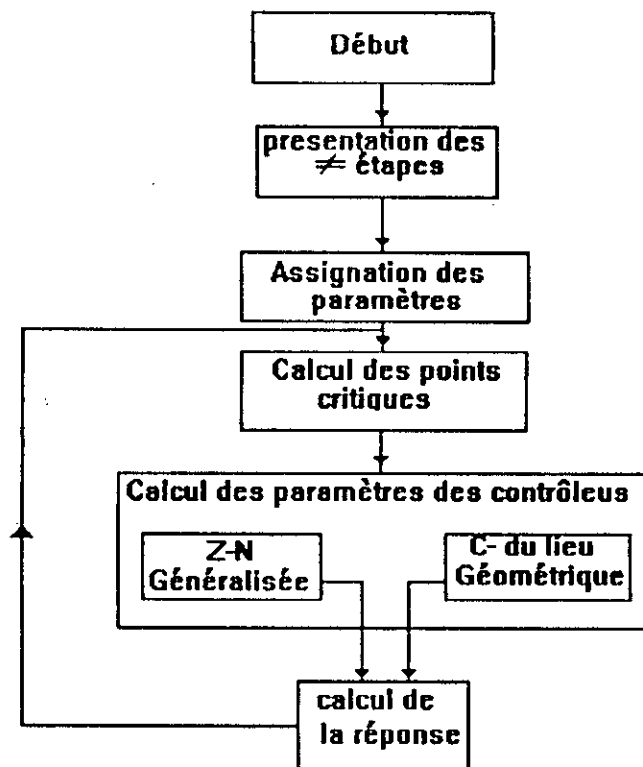 Début
presentation des
≠ étapes
Assignation des
paramètres
Calcul des points
critiques
Calcul des paramètres des contrôleus
Z-N
Généralisée
C- du lieu
Géométrique
calcul de
la réponse